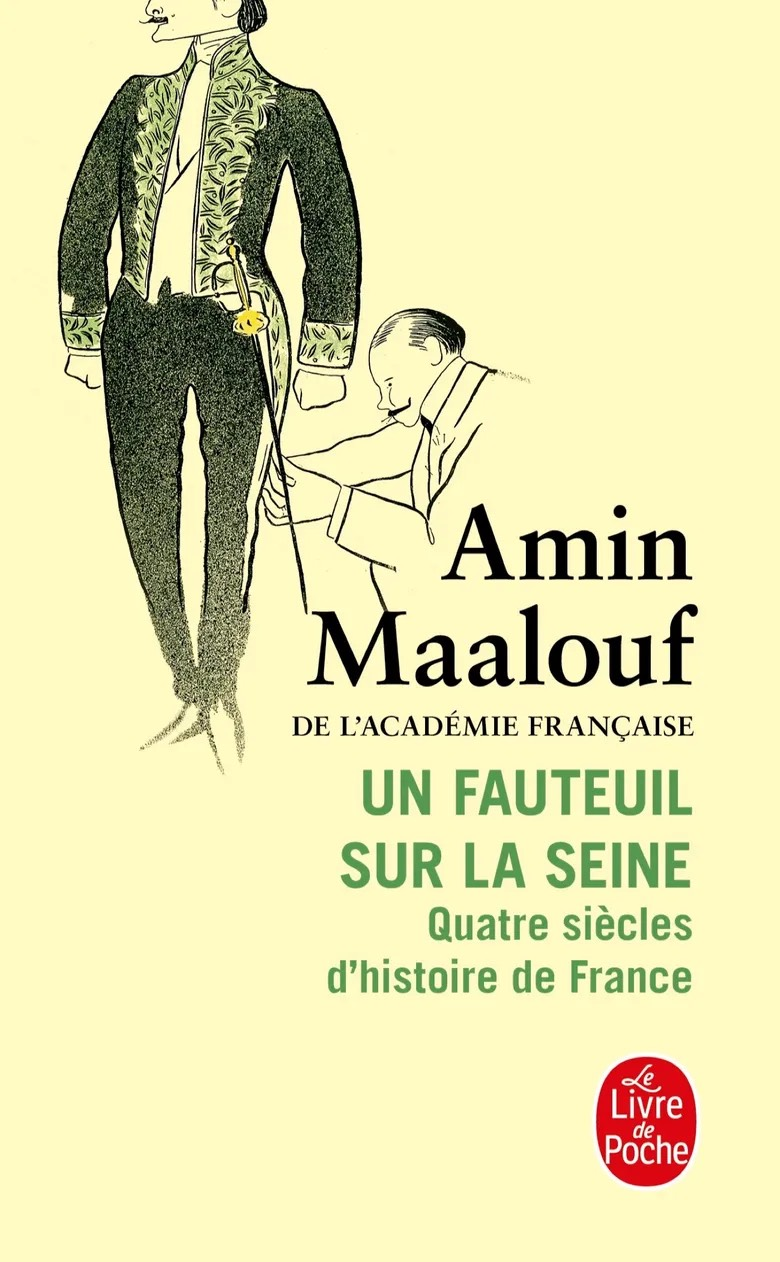 Amin
Maalouf
DE L'ACADÉMIE FRANÇAISE
UN FAUTEUIL
SUR LA SEINE
Quatre siècles
d'histoire de France
Le
Livre
de
Poche